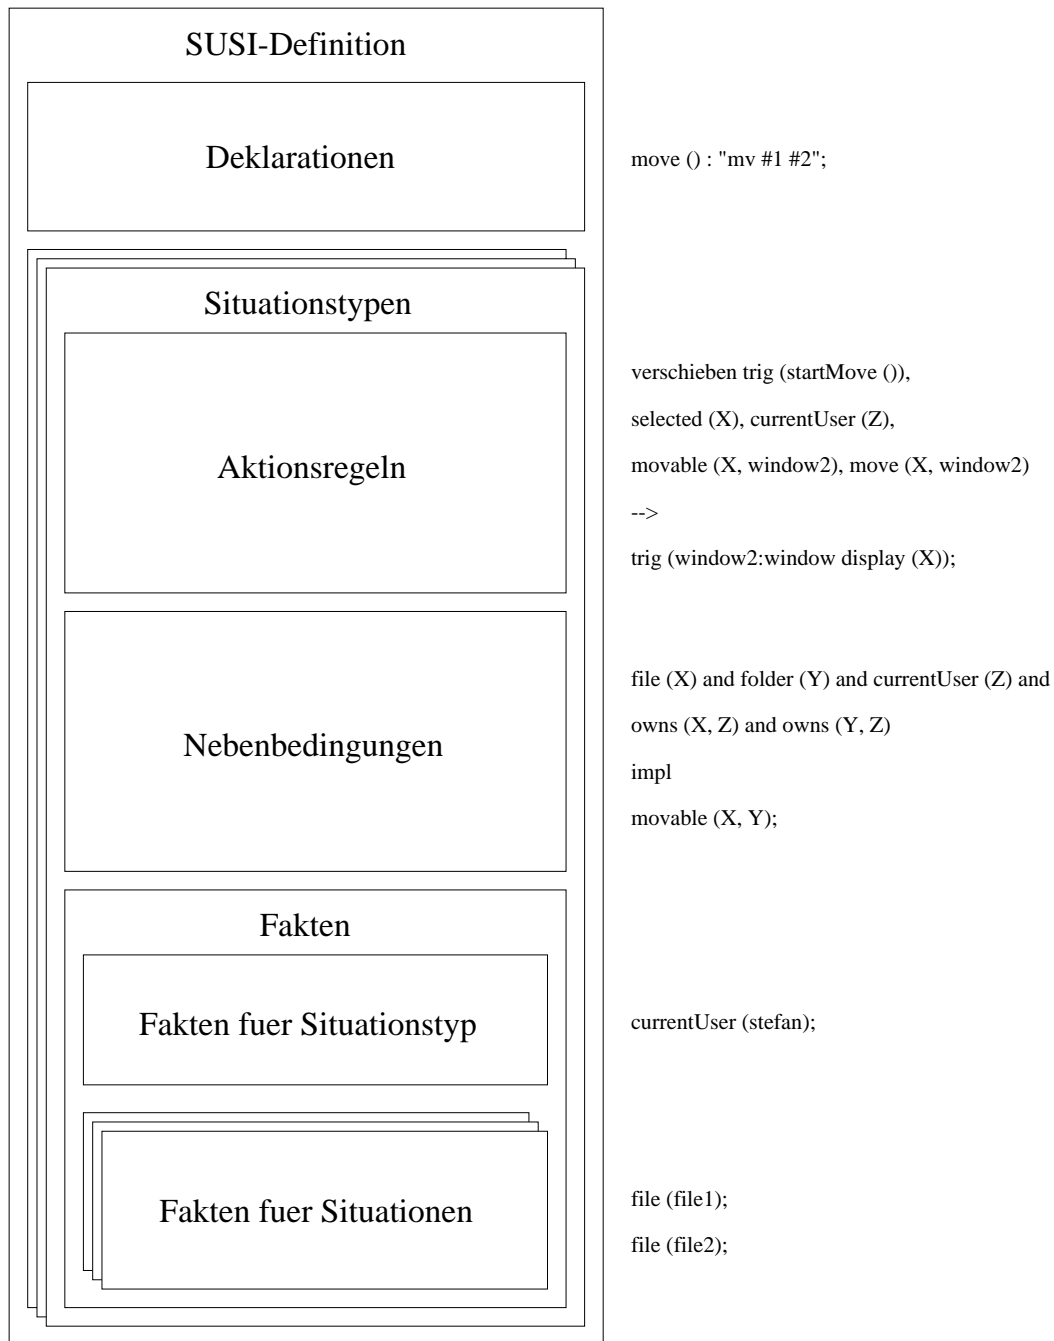 SUSI-Definition
Deklarationen
move () : "mv #1 #2";
Situationstypen
Aktionsregeln
verschieben trig (startMove ()),
selected (X), currentUser (Z),
movable (X, window2), move (X, window2)
-->
trig (window2:window display (X));
Nebenbedingungen
file (X) and folder (Y) and currentUser (Z) and
owns (X, Z) and owns (Y, Z)
impl
movable (X, Y);
Fakten
Fakten fuer Situationstyp
currentUser (stefan);
Fakten fuer Situationen
file (file1);
file (file2);